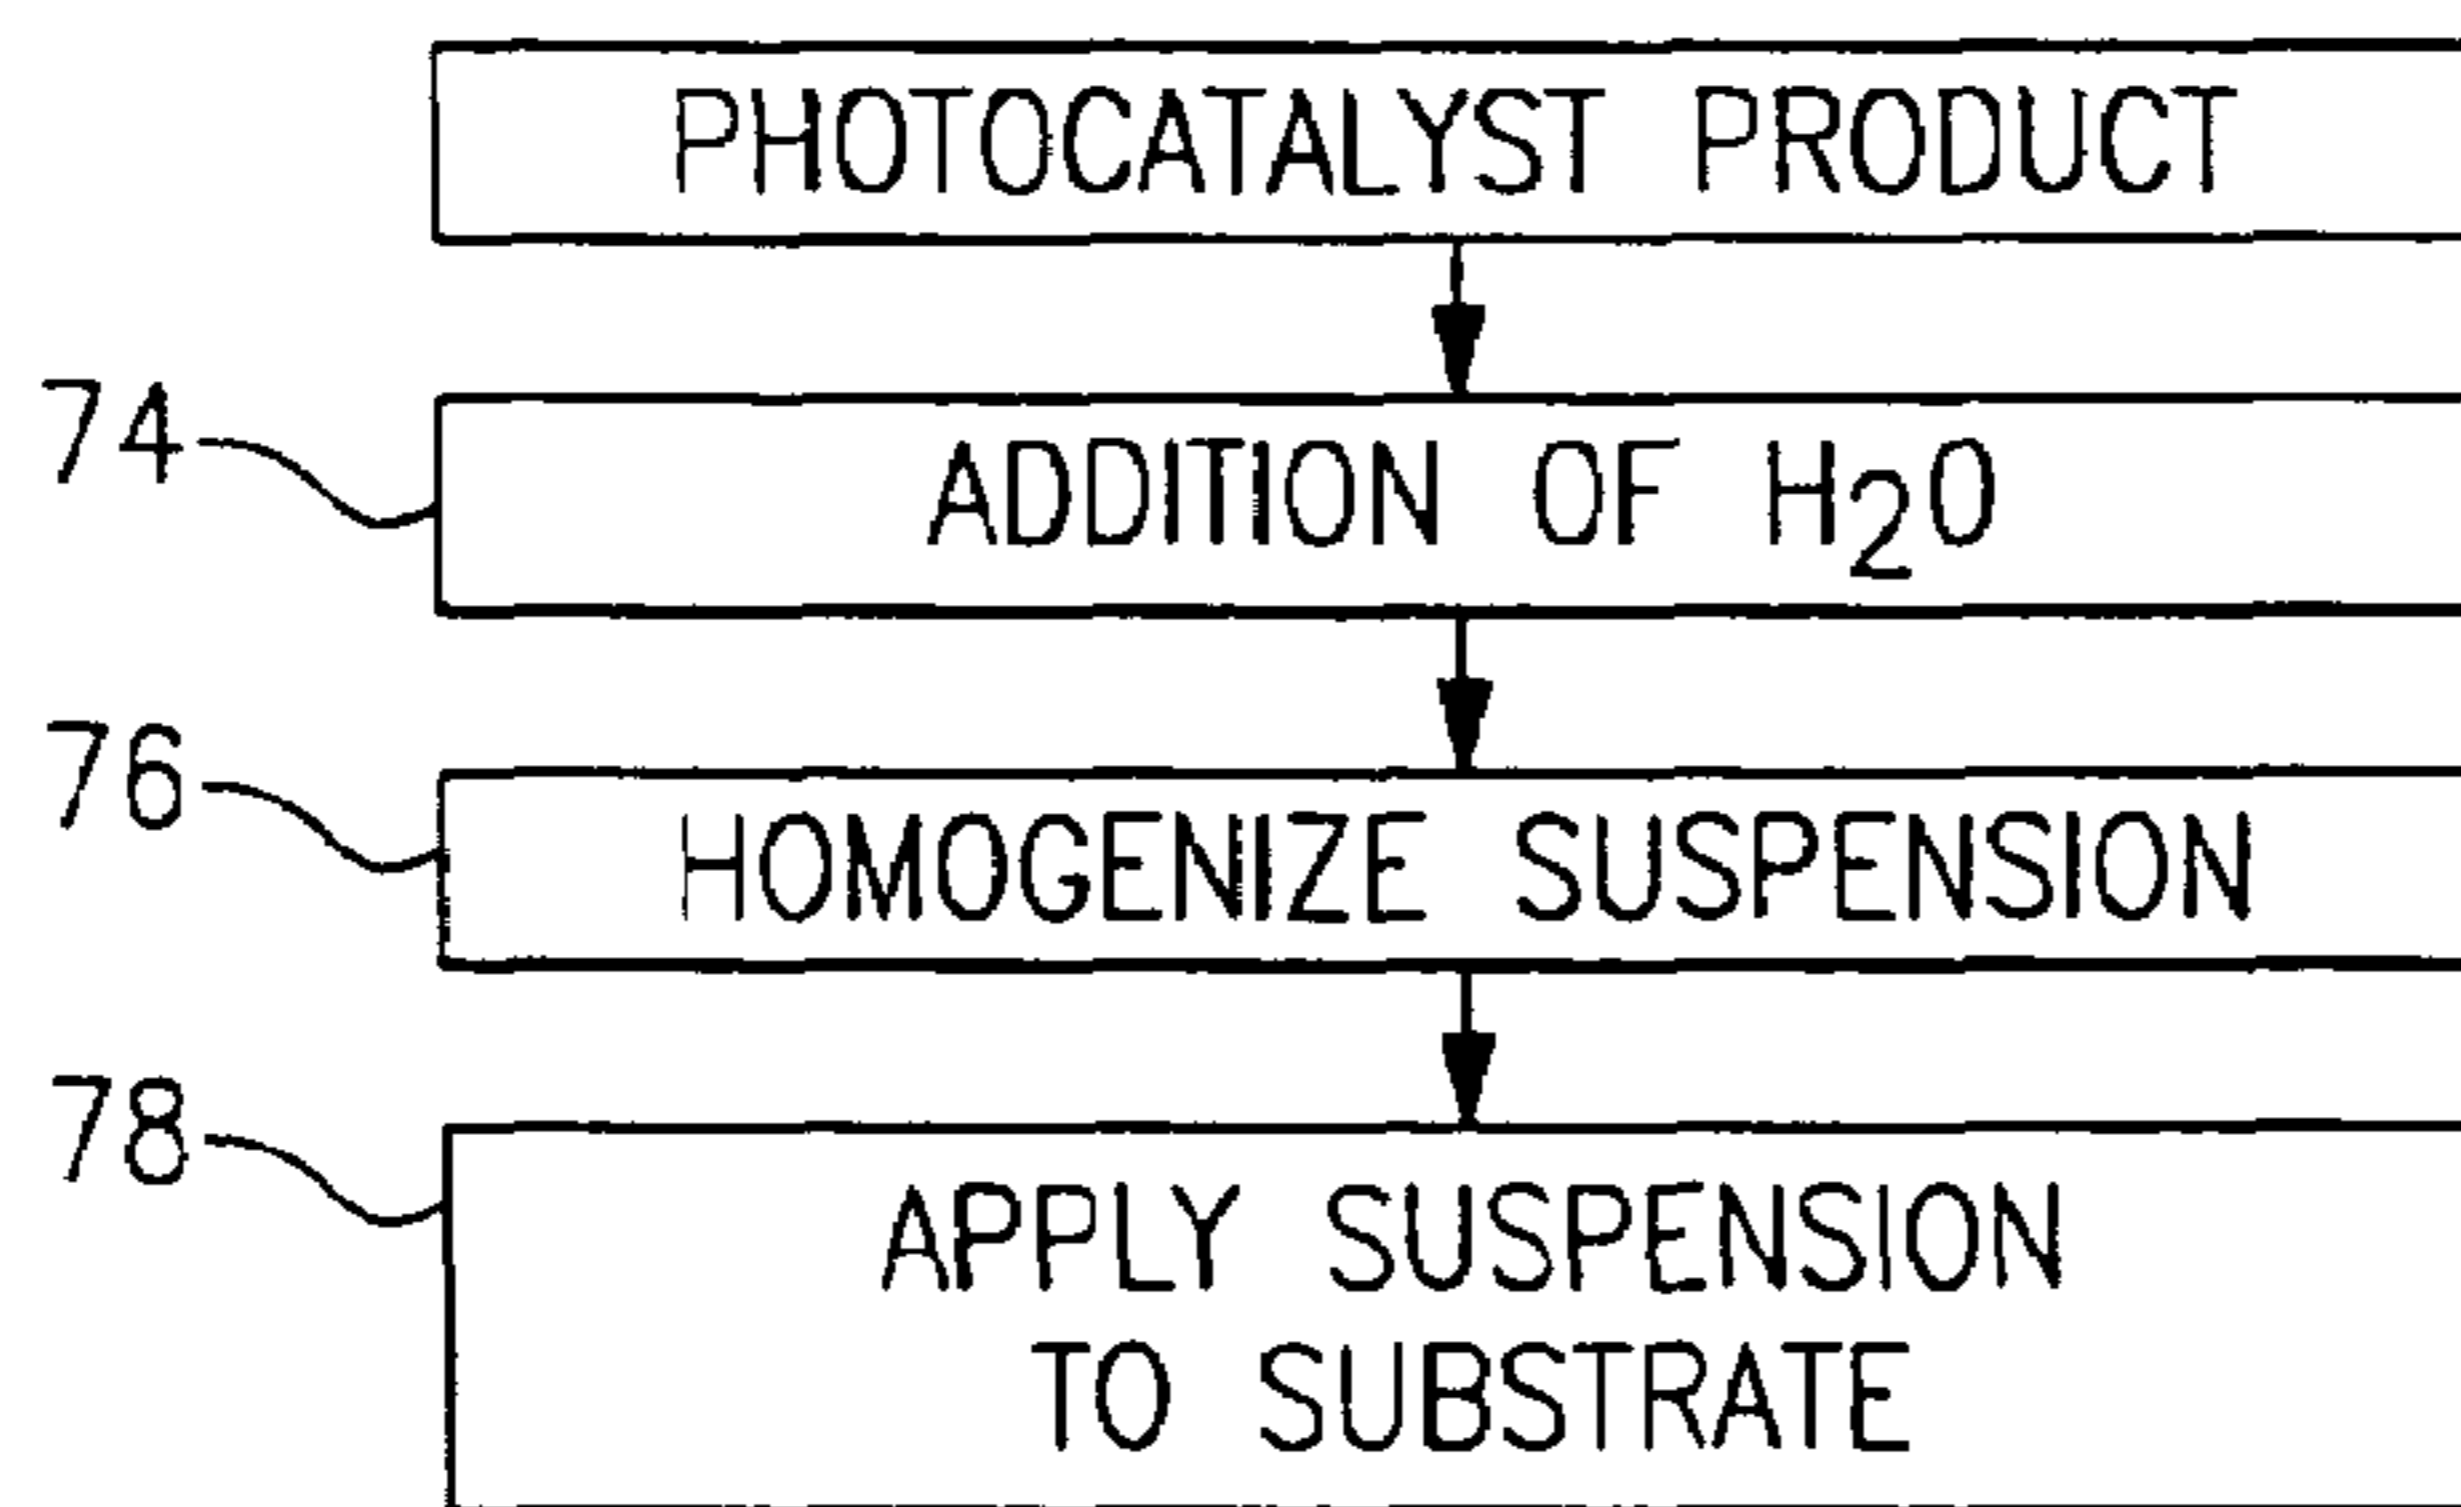 PHOTOCATALYST PRODUCT
74
ADDITION OF H₂O
76
HOMOGENIZE SUSPENSION
78
APPLY SUSPENSION
TO SUBSTRATE